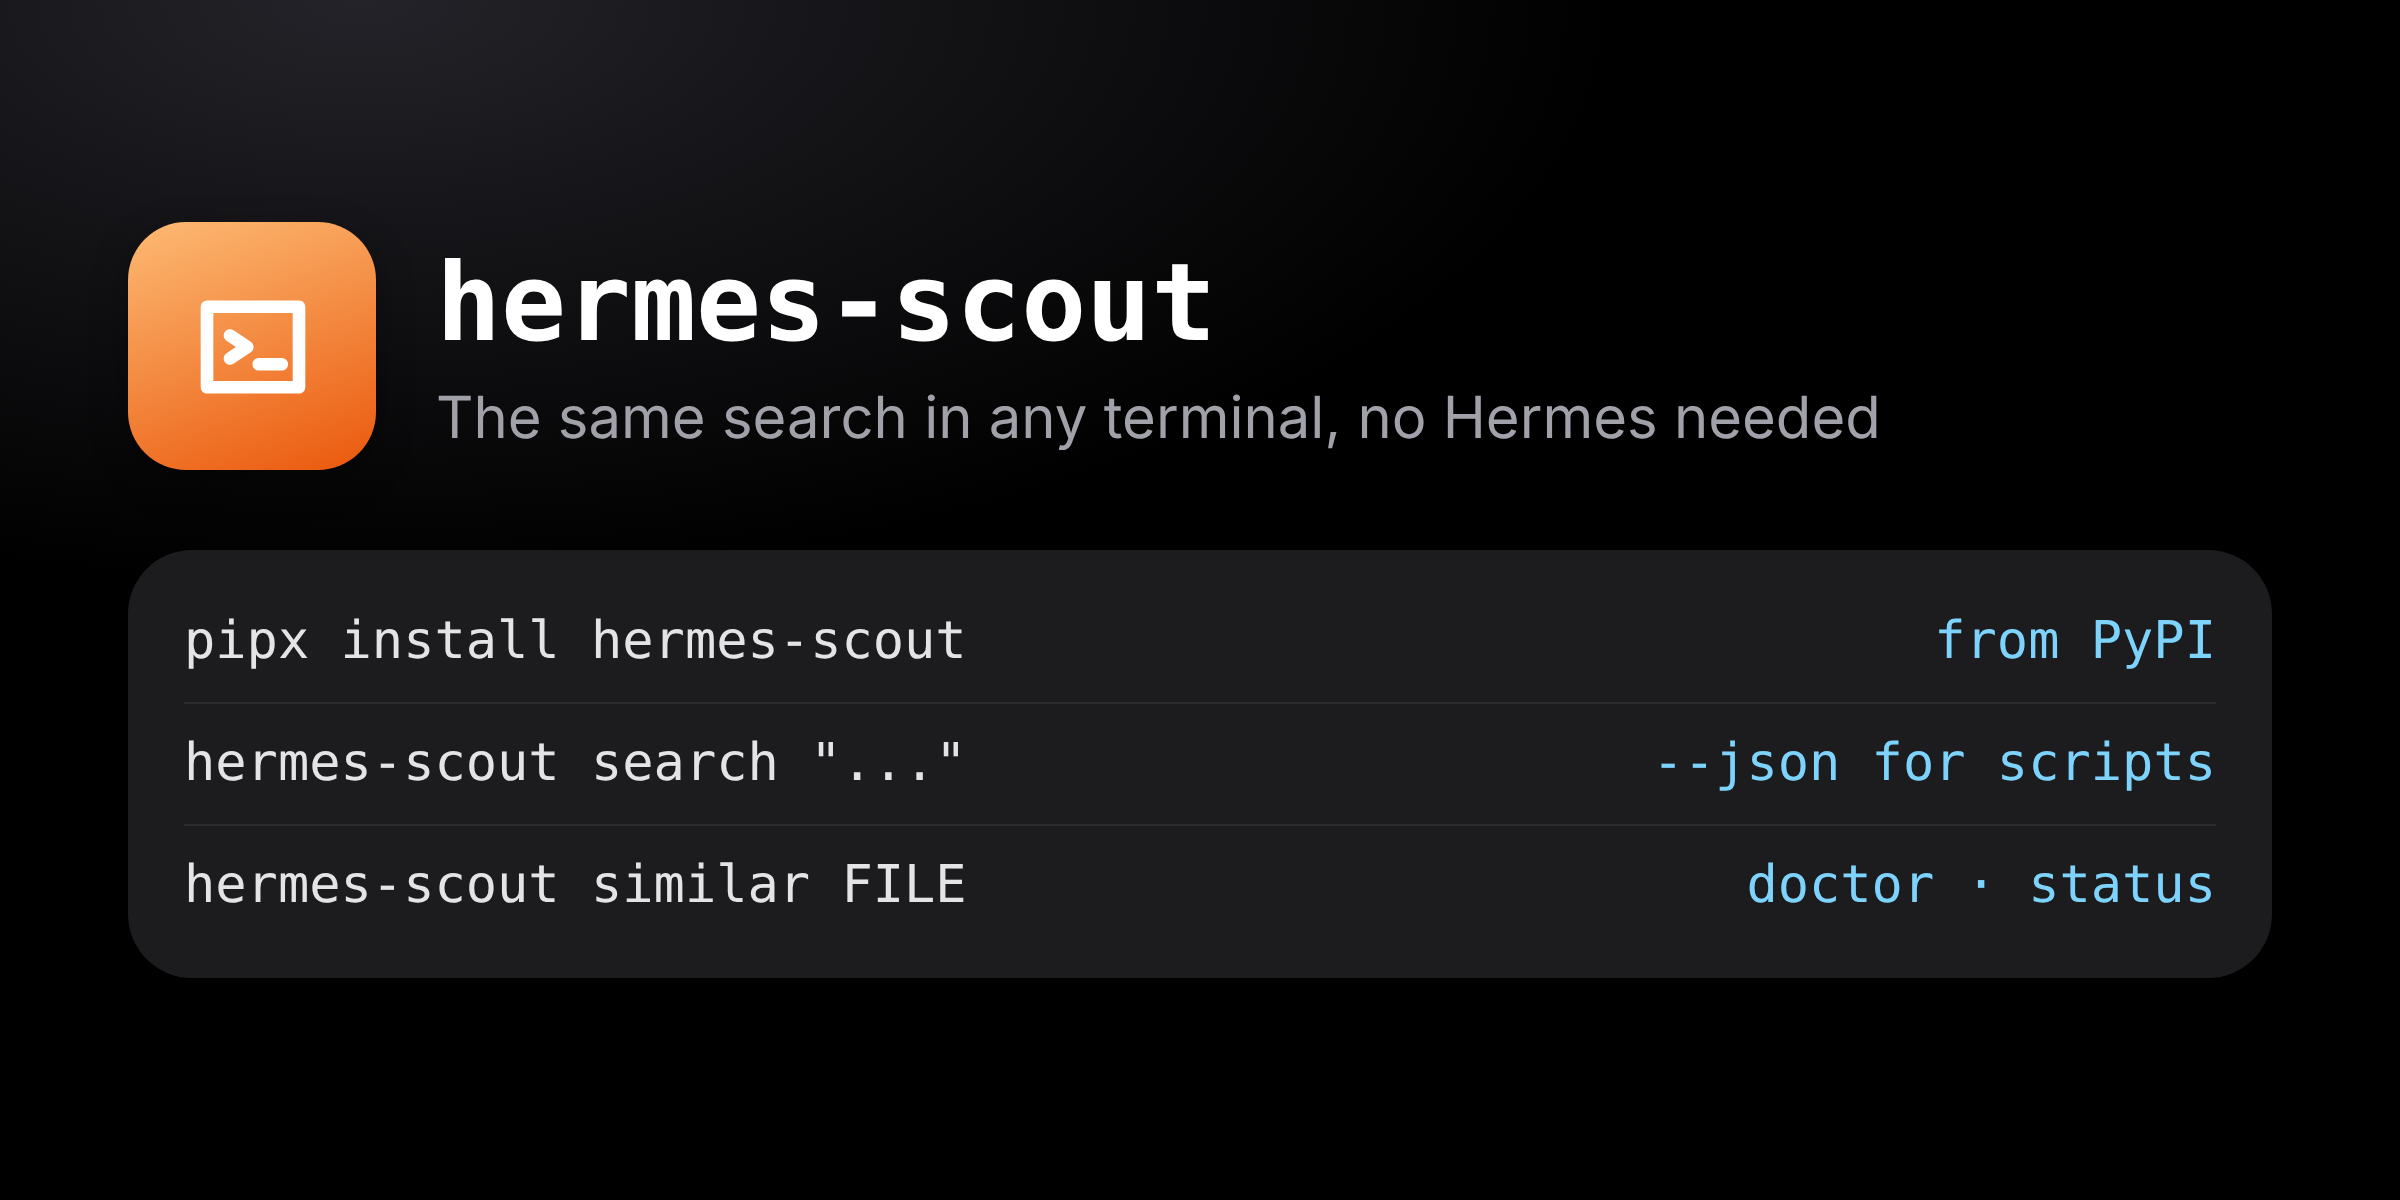 hermes-scout
The same search in any terminal, no Hermes needed
pipx install hermes-scout from PyPI
hermes-scout search "..." --json for scripts
hermes-scout similar FILE doctor · status